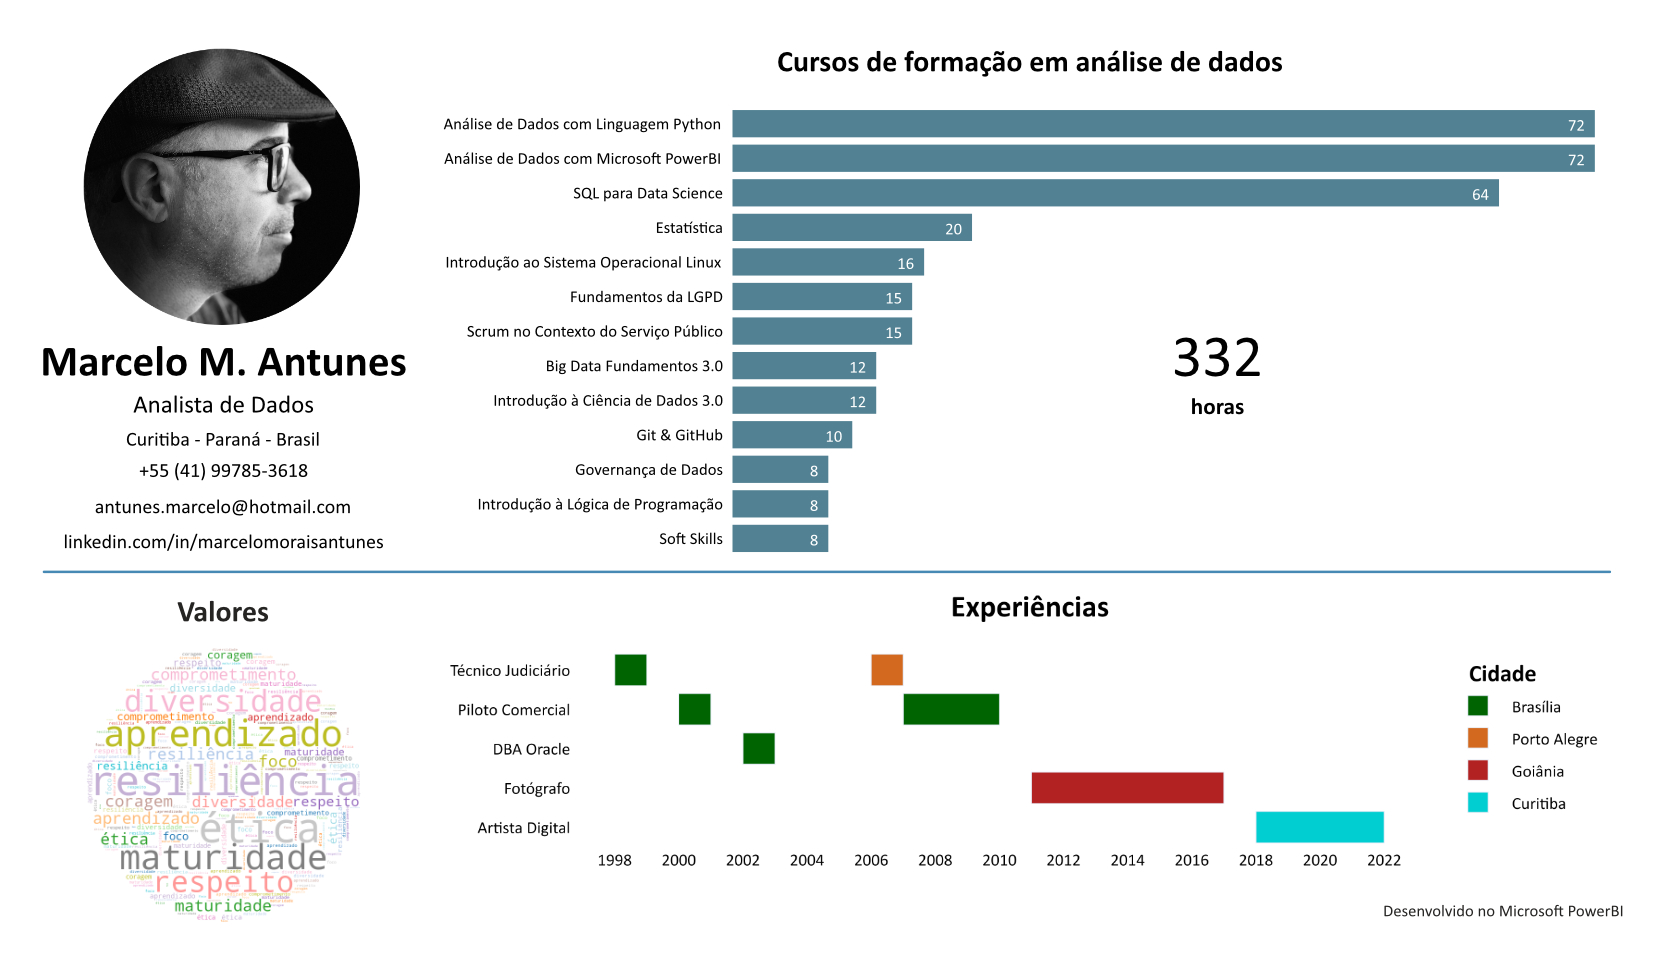 Marcelo M. Antunes
Analista de Dados
Curitiba - Paraná - Brasil
+55 (41) 99785-3618
antunes.marcelo@hotmail.com
linkedin.com/in/marcelomoraisantunes
Cursos de formação em análise de dados
Análise de Dados com Linguagem Python 72
Análise de Dados com Microsoft PowerBI 72
SQL para Data Science 64
Estatística 20
Introdução ao Sistema Operacional Linux 16
Fundamentos da LGPD 15
Scrum no Contexto do Serviço Público 15
Big Data Fundamentos 3.0 12
Introdução à Ciência de Dados 3.0 12
Git & GitHub 10
Governança de Dados 8
Introdução à Lógica de Programação 8
Soft Skills 8
332
horas
Valores
coragem
respeito coragem
comprometimento
diversidade maturidade
diversidade
comprometimento aprendizado
aprendizado
resiliência maturidade
resiliência foco comprometimento
resiliência
coragem diversidade respeito
aprendizado comprometimento
ética
ética foco
maturidade
respeito
maturidade
Experiências
Técnico Judiciário
Piloto Comercial
DBA Oracle
Fotógrafo
Artista Digital
1998 2000 2002 2004 2006 2008 2010 2012 2014 2016 2018 2020 2022
Cidade
Brasília
Porto Alegre
Goiânia
Curitiba
Desenvolvido no Microsoft PowerBI